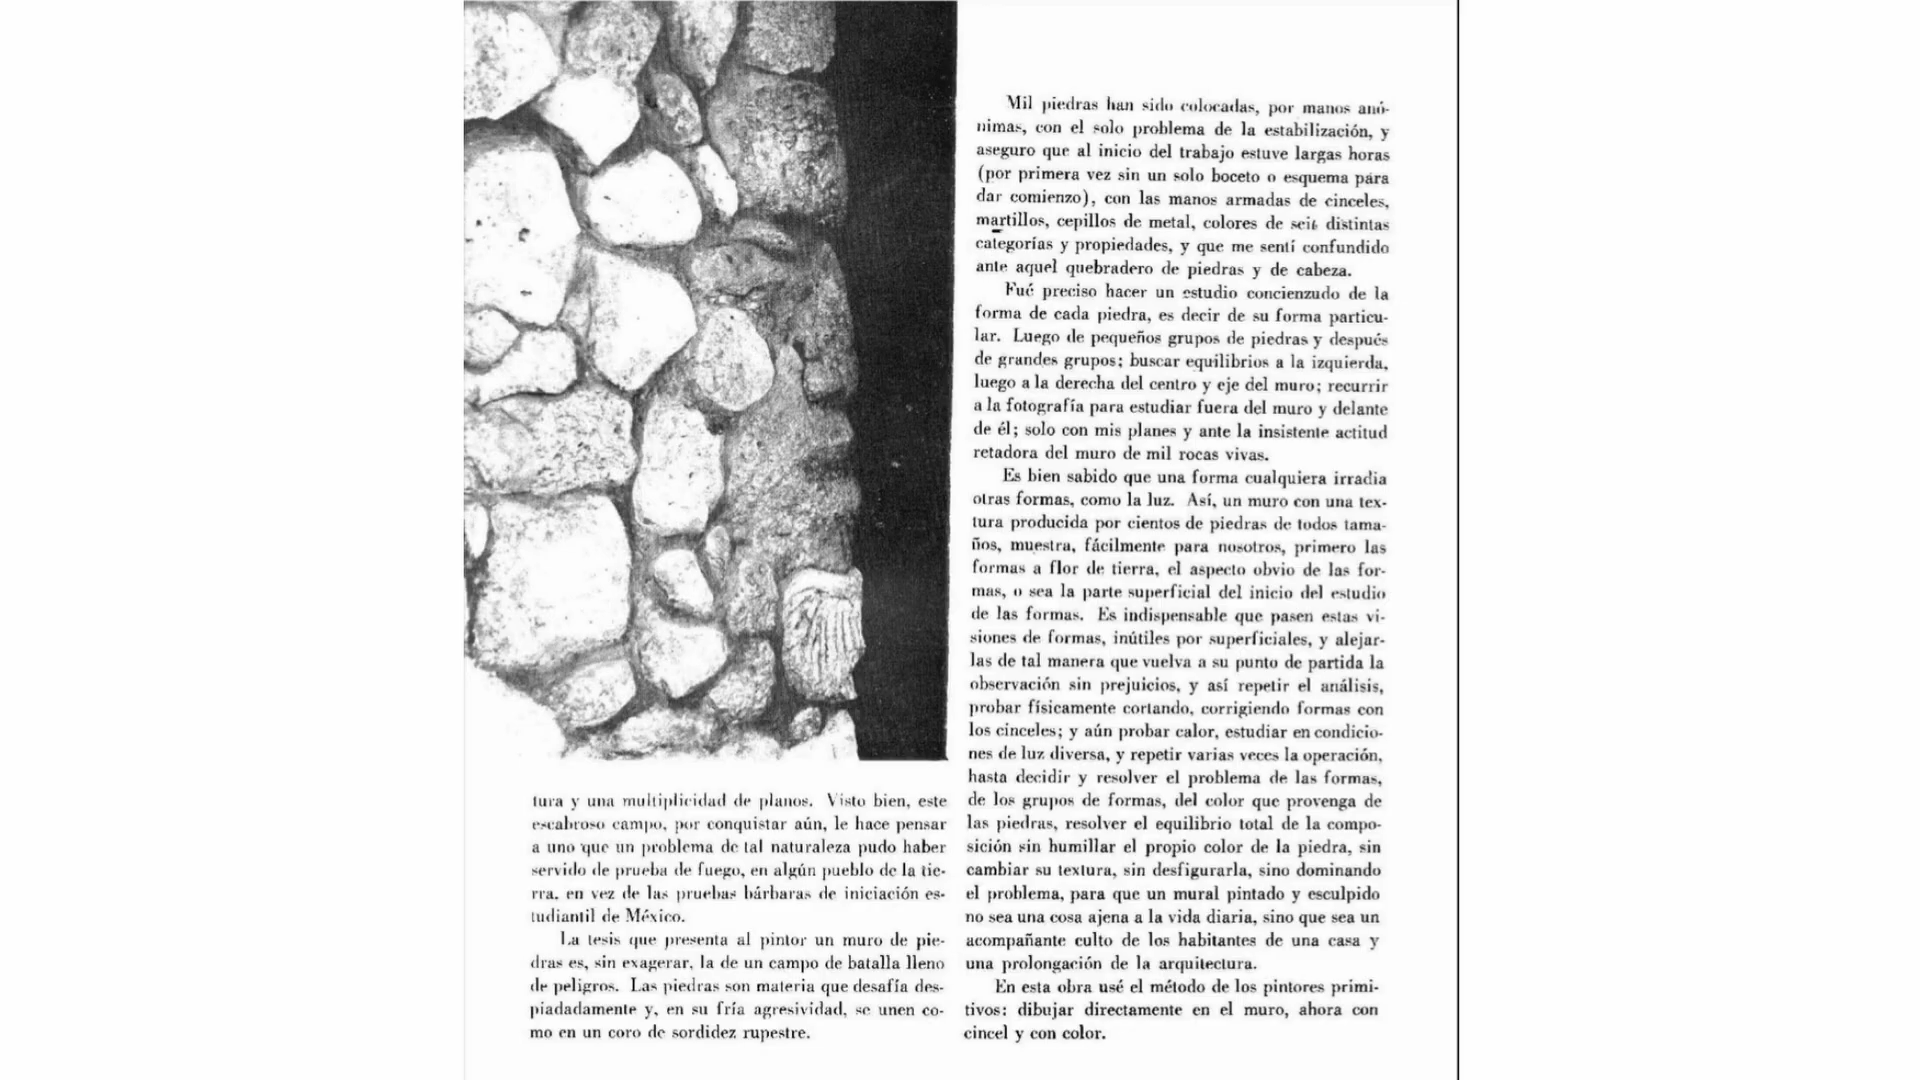 tura y una multiplicidad de planos. Visto bien, este
escabroso campo, por conquistar aún, le hace pensar
a uno que un problema de tal naturaleza pudo haber
servido de prueba de fuego, en algún pueblo de la tie-
rra, en vez de las pruebas bárbaras de iniciación es-
tudiantil de México.
La tesis que presenta al pintor un muro de pie-
dras es, sin exagerar, la de un campo de batalla lleno
de peligros. Las piedras son materia que desafía des-
piadadamente y, en su fría agresividad, se unen co-
mo en un coro de sordidez rupestre.
Mil piedras han sido colocadas, por manos anó-
nimas, con el solo problema de la estabilización, y
aseguro que al inicio del trabajo estuve largas horas
(por primera vez sin un solo boceto o esquema para
dar comienzo), con las manos armadas de cinceles,
martillos, cepillos de metal, colores de seis distintas
categorías y propiedades, y que me sentí confundido
ante aquel quebradero de piedras y de cabeza.
Fué preciso hacer un estudio concienzudo de la
forma de cada piedra, es decir de su forma particu-
lar. Luego de pequeños grupos de piedras y después
de grandes grupos; buscar equilibrios a la izquierda,
luego a la derecha del centro y eje del muro; recurrir
a la fotografía para estudiar fuera del muro y delante
de él; solo con mis planes y ante la insistente actitud
retadora del muro de mil rocas vivas.
Es bien sabido que una forma cualquiera irradia
otras formas, como la luz. Así, un muro con una tex-
tura producida por cientos de piedras de todos tama-
ños, muestra, fácilmente para nosotros, primero las
formas a flor de tierra, el aspecto obvio de las for-
mas, o sea la parte superficial del inicio del estudio
de las formas. Es indispensable que pasen estas vi-
siones de formas, inútiles por superficiales, y alejar-
las de tal manera que vuelva a su punto de partida la
observación sin prejuicios, y así repetir el análisis,
probar físicamente cortando, corrigiendo formas con
los cinceles; y aún probar calor, estudiar en condicio-
nes de luz diversa, y repetir varias veces la operación,
hasta decidir y resolver el problema de las formas,
de los grupos de formas, del color que provenga de
las piedras, resolver el equilibrio total de la compo-
sición sin humillar el propio color de la piedra, sin
cambiar su textura, sin desfigurarla, sino dominando
el problema, para que un mural pintado y esculpido
no sea una cosa ajena a la vida diaria, sino que sea un
acompañante culto de los habitantes de una casa y
una prolongación de la arquitectura.
En esta obra usé el método de los pintores primi-
tivos: dibujar directamente en el muro, ahora con
cincel y con color.